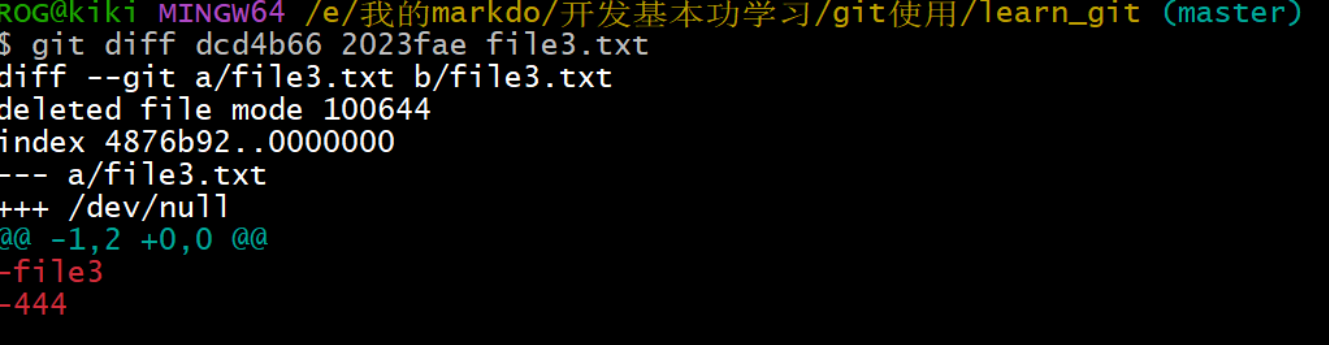 ROG@kiki MINGW64 /e/我的markdo/开发基本功学习/git使用/learn_git (master)
$ git diff dcd4b66 2023fae file3.txt
diff --git a/file3.txt b/file3.txt
deleted file mode 100644
index 4876b92..0000000
--- a/file3.txt
+++ /dev/null
@@ -1,2 +0,0 @@
-file3
-444